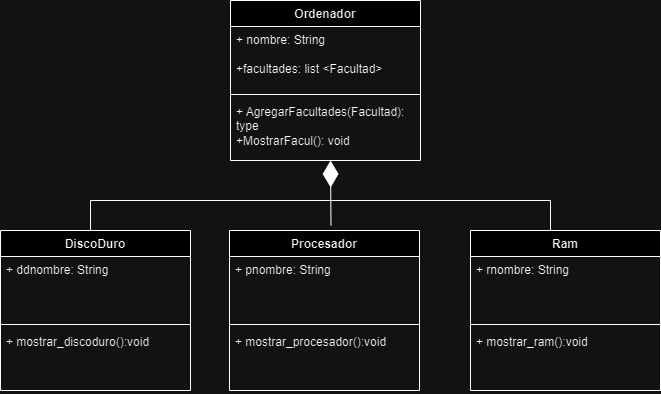 Ordenador
+ nombre: String
+facultades: list <Facultad>
+ AgregarFacultades(Facultad):
type
+MostrarFacul(): void
DiscoDuro
+ ddnombre: String
+ mostrar_discoduro():void
Procesador
+ pnombre: String
+ mostrar_procesador():void
Ram
+ rnombre: String
+ mostrar_ram():void